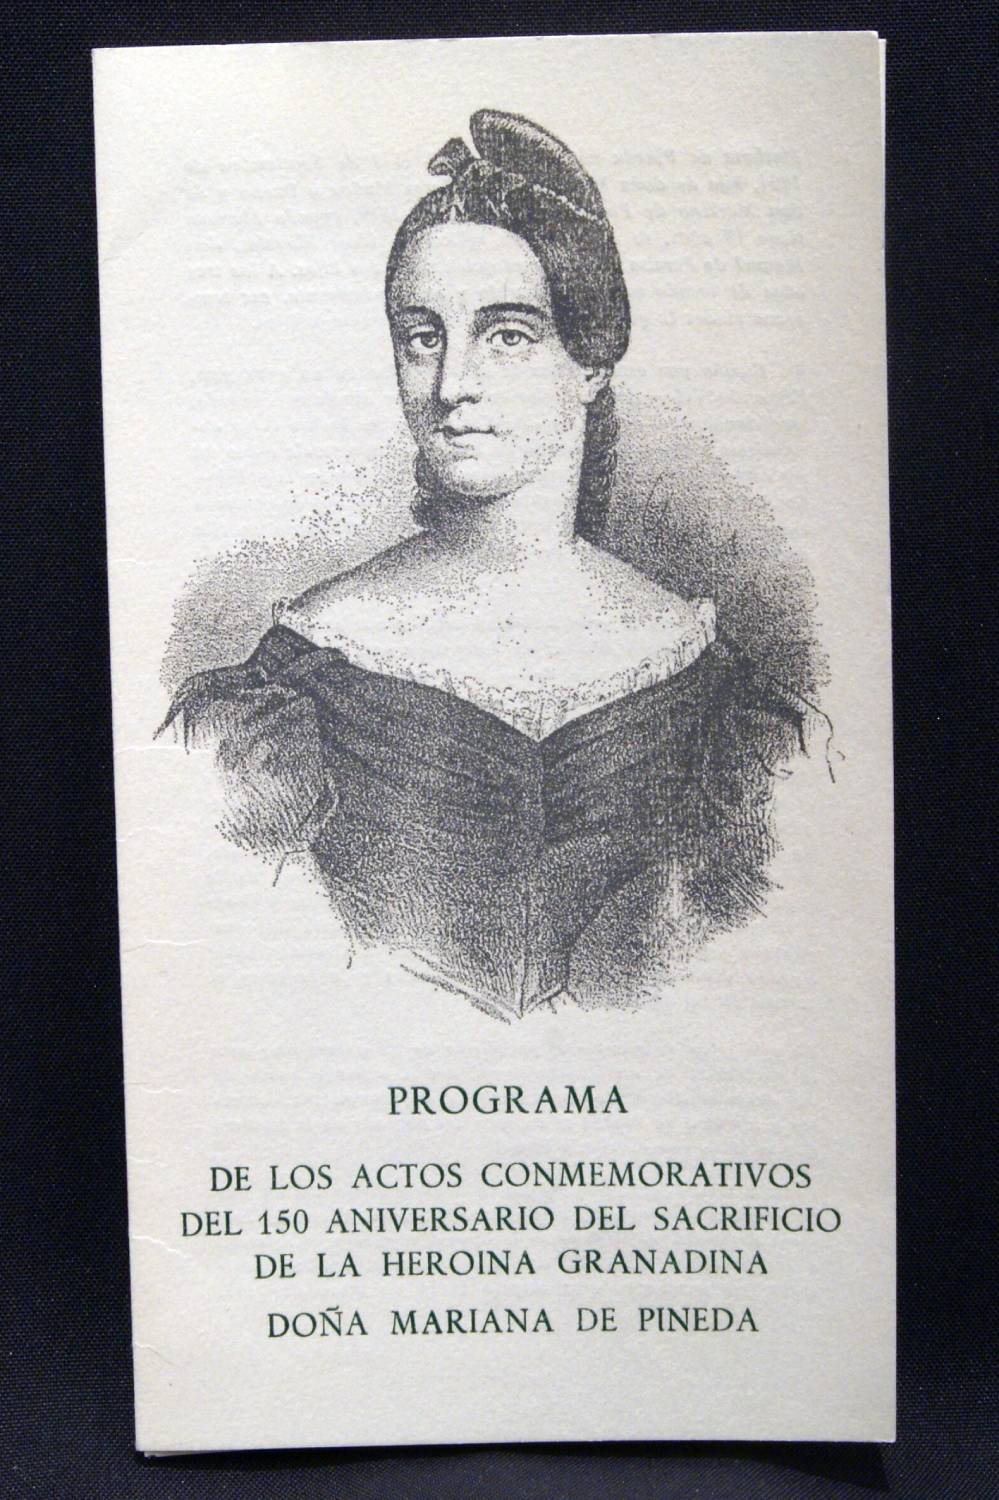 PROGRAMA
DE LOS ACTOS CONMEMORATIVOS
DEL 150 ANIVERSARIO DEL SACRIFICIO
DE LA HEROINA GRANADINA
DOÑA MARIANA DE PINEDA